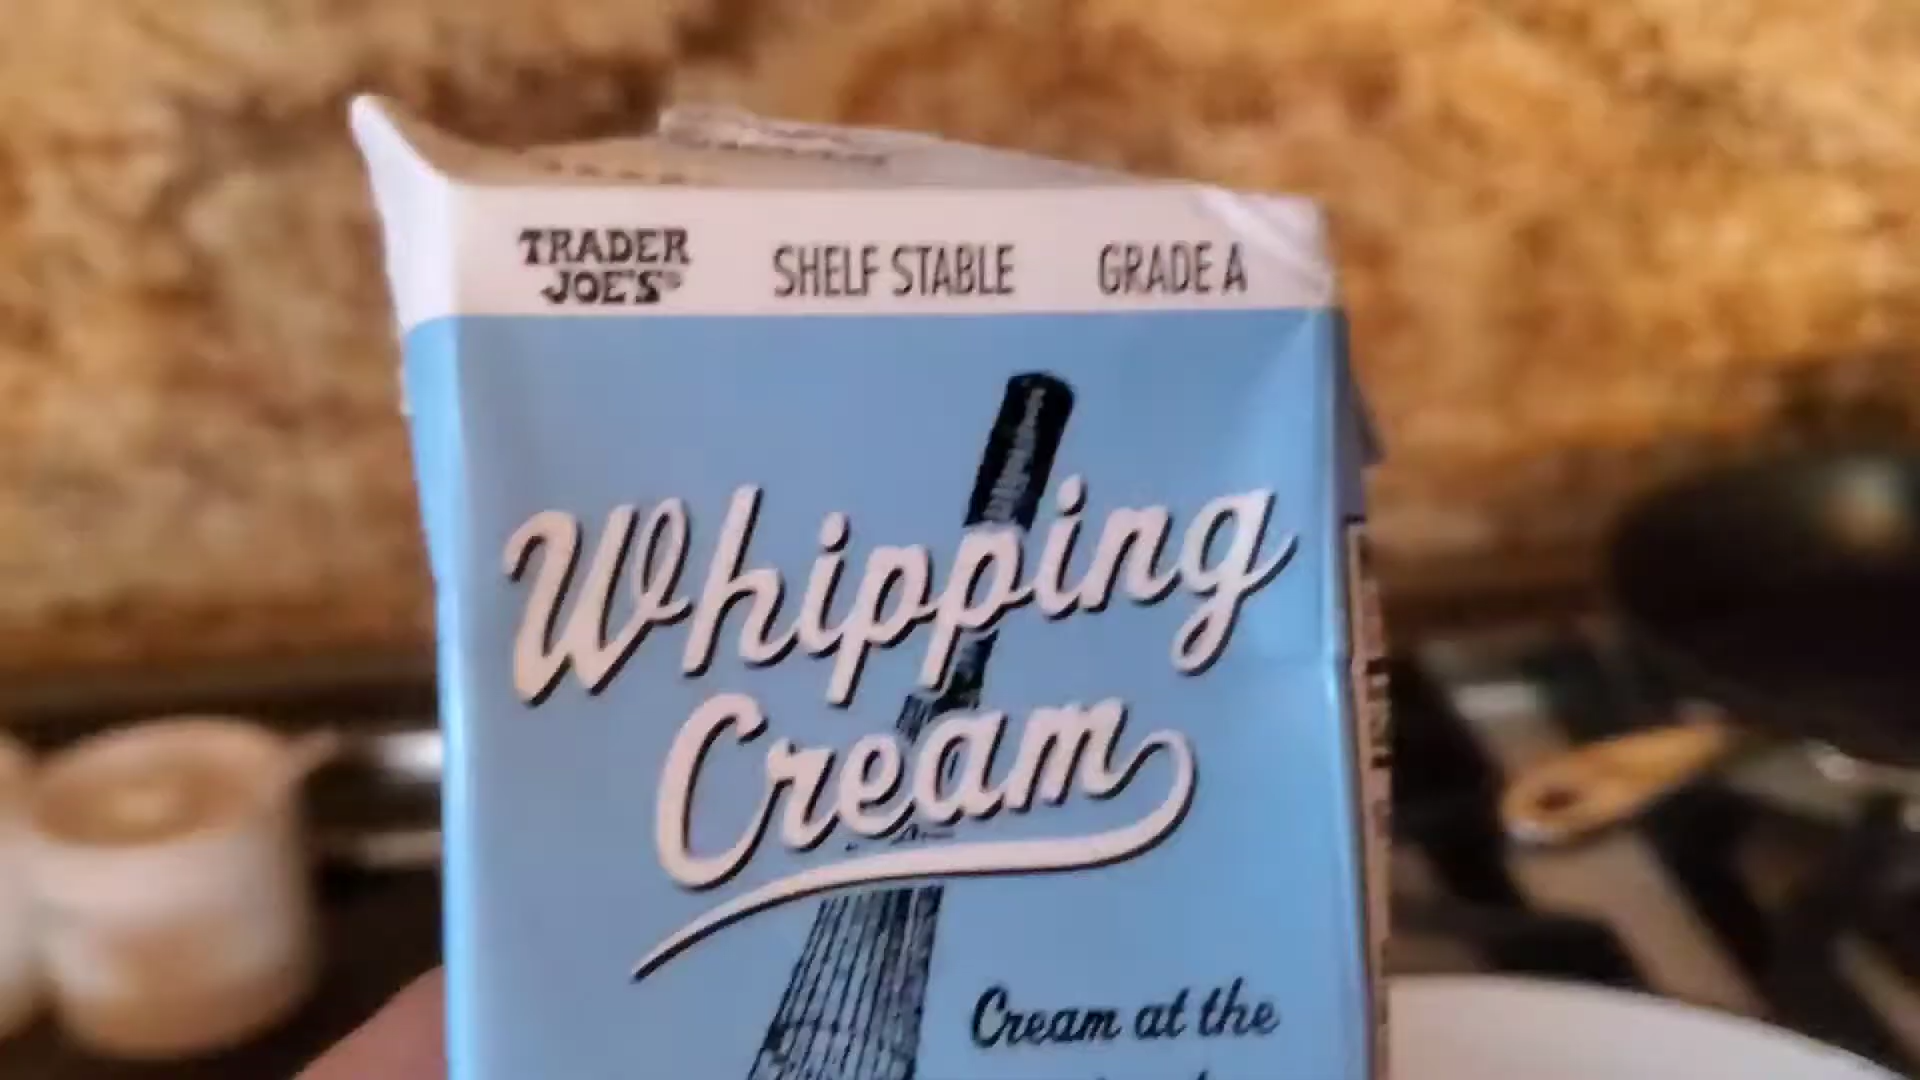 TRADER
JOE'S®
SHELF STABLE
GRADE A
Whipping
Cream
Cream at the